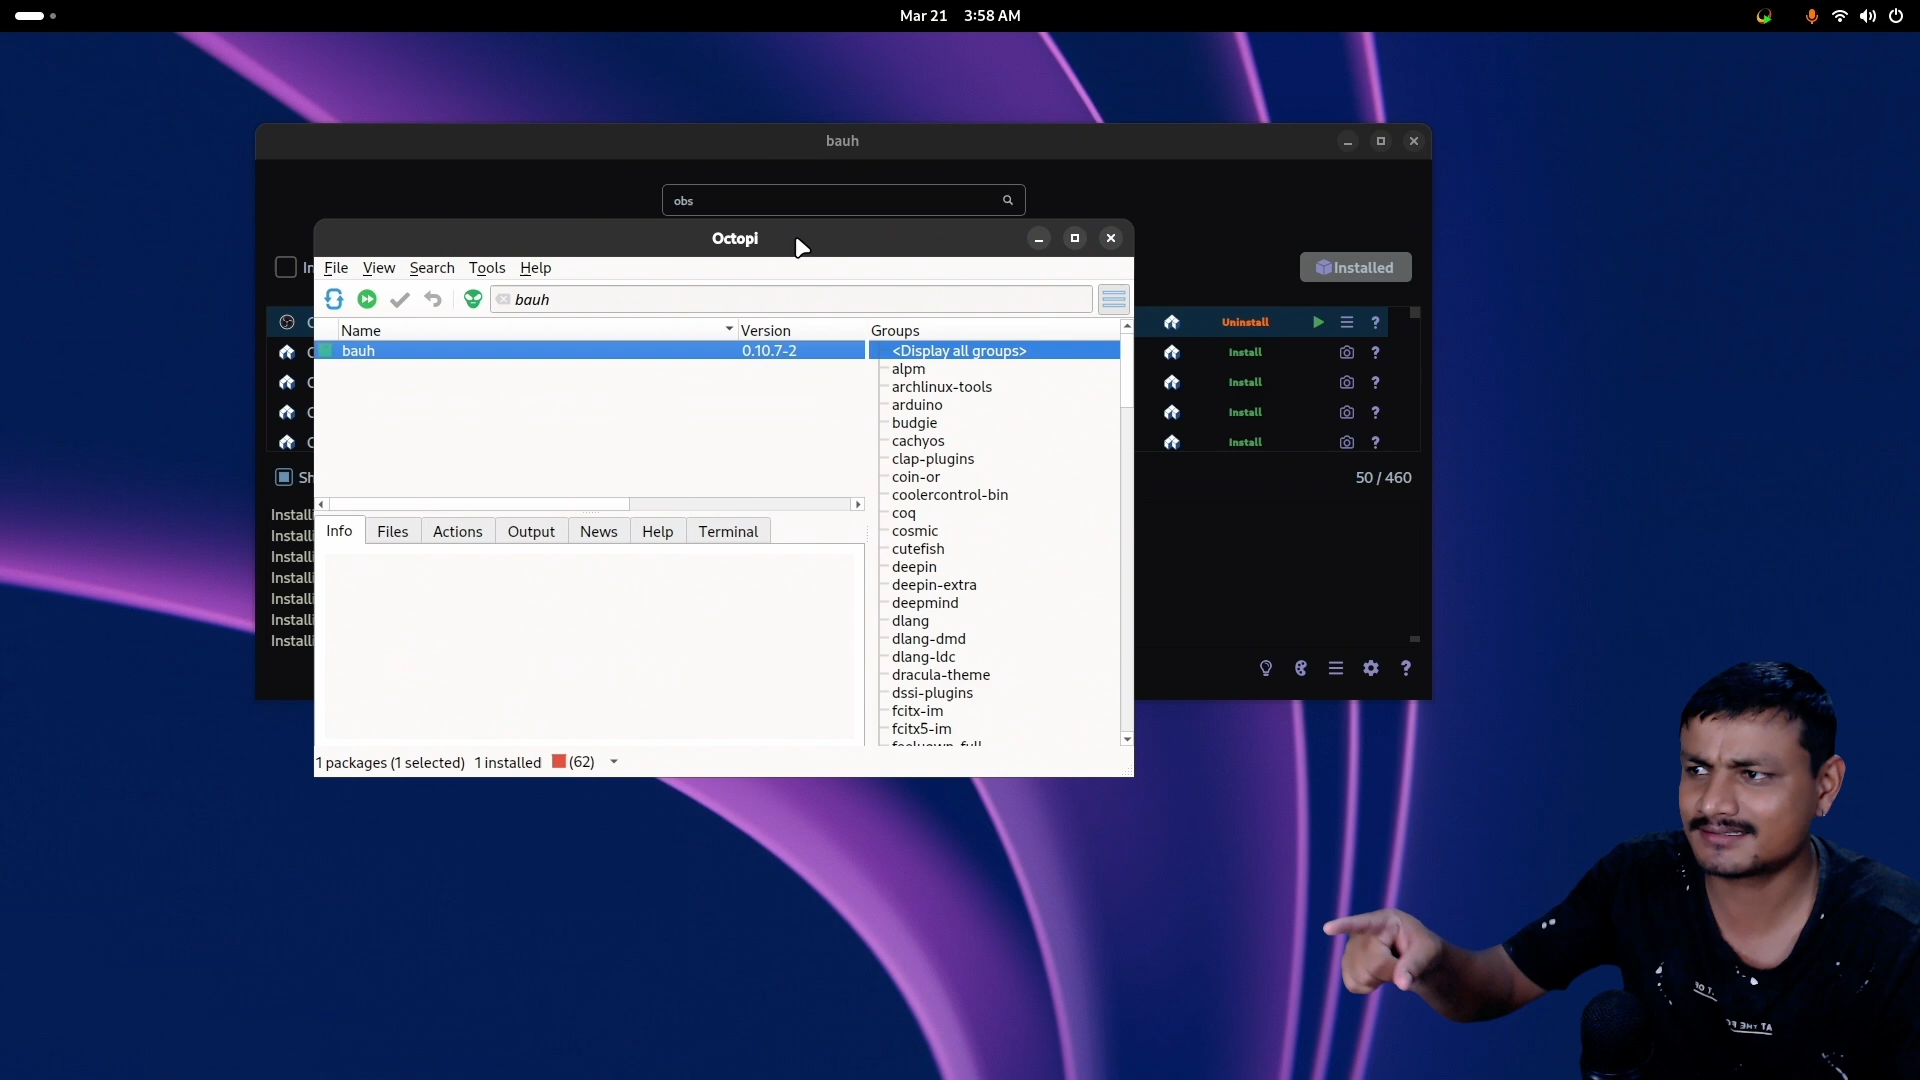 Mar 21 3:58 AM
bauh
obs
Octopi
Installed
File View Search Tools Help
bauh
Name Version Groups
Uninstall
bauh 0.10.7-2 <Display all groups>
Install
alpm
archlinux-tools
Install
arduino
Install
budgie
cachyos
Install
clap-plugins
coin-or
50 / 460
coolercontrol-bin
coq
Info Files Actions Output News Help Terminal
cosmic
cutefish
deepin
deepin-extra
deepmind
dlang
dlang-dmd
dlang-ldc
dracula-theme
dssi-plugins
fcitx-im
fcitx5-im
1 packages (1 selected) 1 installed (62)